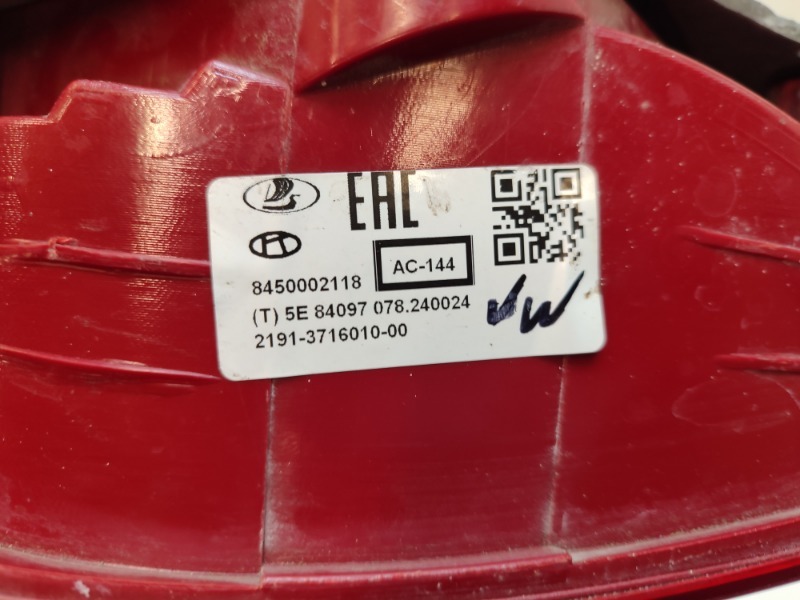 EAC
AC-144
8450002118
(T) 5E 84097 078.240024
2191-3716010-00